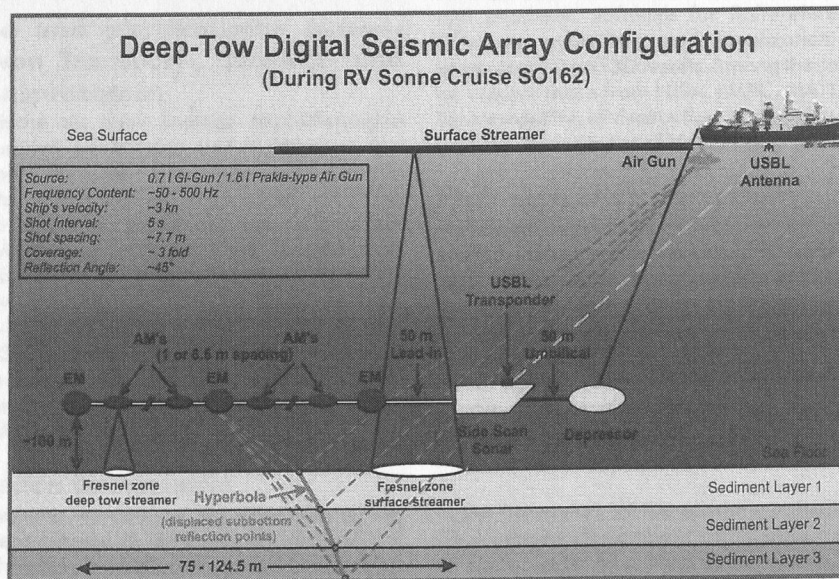 Deep-Tow Digital Seismic Array Configuration
(During RV Sonne Cruise SO162)
Sea Surface
Surface Streamer
Air Gun
USBL
Antenna
Source: 0.7 l GI-Gun / 1.6 l Prakla-type Air Gun
Frequency Content: ~50 - 500 Hz
Ship's velocity: ~3 kn
Shot Interval: 5 s
Shot spacing: ~7.7 m
Coverage: ~ 3 fold
Reflection Angle: ~45°
USBL
Transponder
AM's
AM's
(1 or 6.5 m spacing)
50 m
Lead-in
50 m
Umbilical
EM
EM
EM
~100 m
Side Scan
Sonar
Depressor
Sea Floor
Fresnel zone
deep tow streamer
Hyperbola
Fresnel zone
surface streamer
(displaced subbottom
reflection points)
Sediment Layer 1
Sediment Layer 2
Sediment Layer 3
75 - 124.5 m